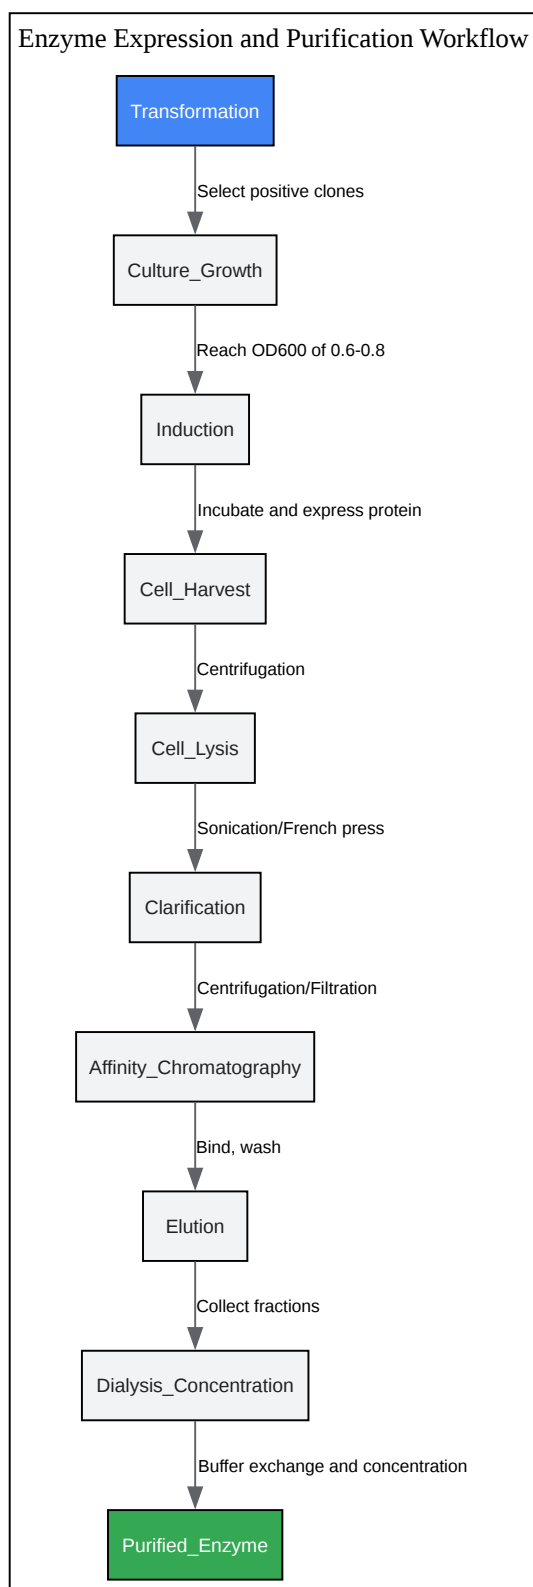 Enzyme Expression and Purification Workflow
Transformation
Select positive clones
Culture_Growth
Reach OD600 of 0.6-0.8
Induction
Incubate and express protein
Cell_Harvest
Centrifugation
Cell_Lysis
Sonication/French press
Clarification
Centrifugation/Filtration
Affinity_Chromatography
Bind, wash
Elution
Collect fractions
Dialysis_Concentration
Buffer exchange and concentration
Purified_Enzyme